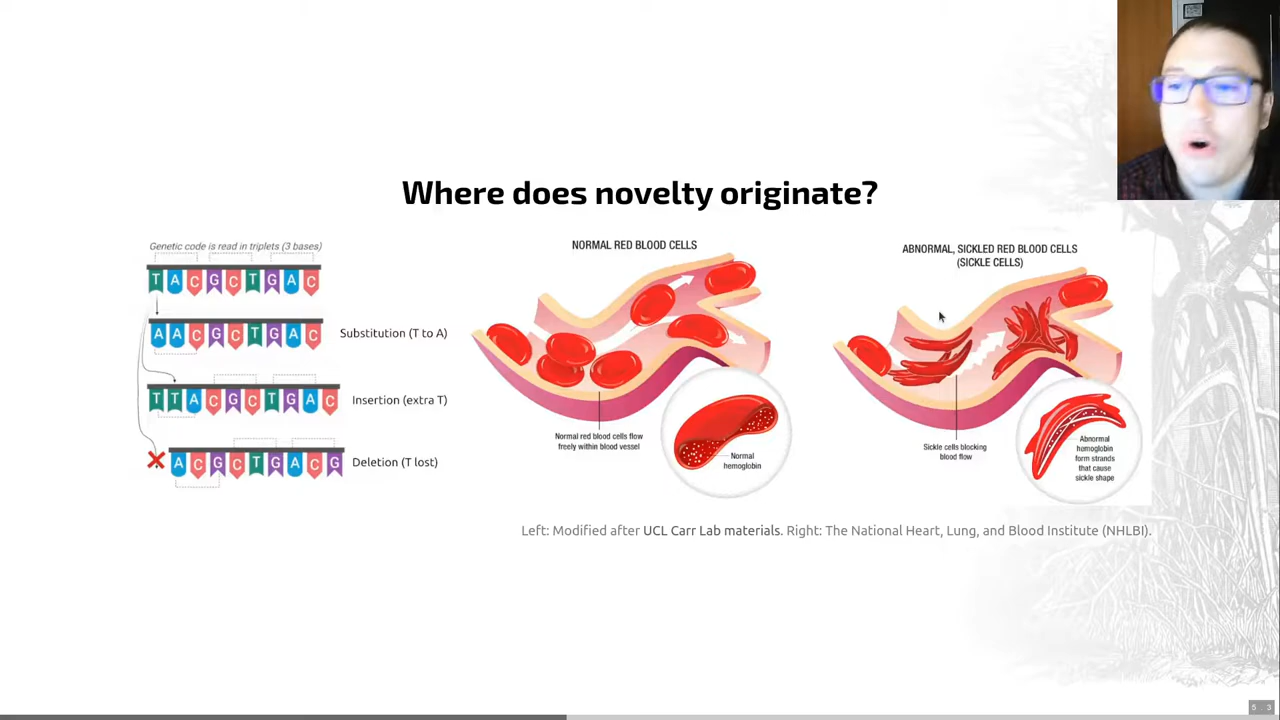 Where does novelty originate?
Genetic code is read in triplets (3 bases)
T A C G C T G A C
A A C G C T G A C
Substitution (T to A)
T T A C G C T G A C
Insertion (extra T)
A C G C T G A C G
Deletion (T lost)
NORMAL RED BLOOD CELLS
Normal red blood cells flow
freely within blood vessel
Normal
hemoglobin
ABNORMAL, SICKLED RED BLOOD CELLS
(SICKLE CELLS)
Sickle cells blocking
blood flow
Abnormal
hemoglobin
form strands
that cause
sickle shape
Left: Modified after UCL Carr Lab materials. Right: The National Heart, Lung, and Blood Institute (NHLBI).
5 . 3